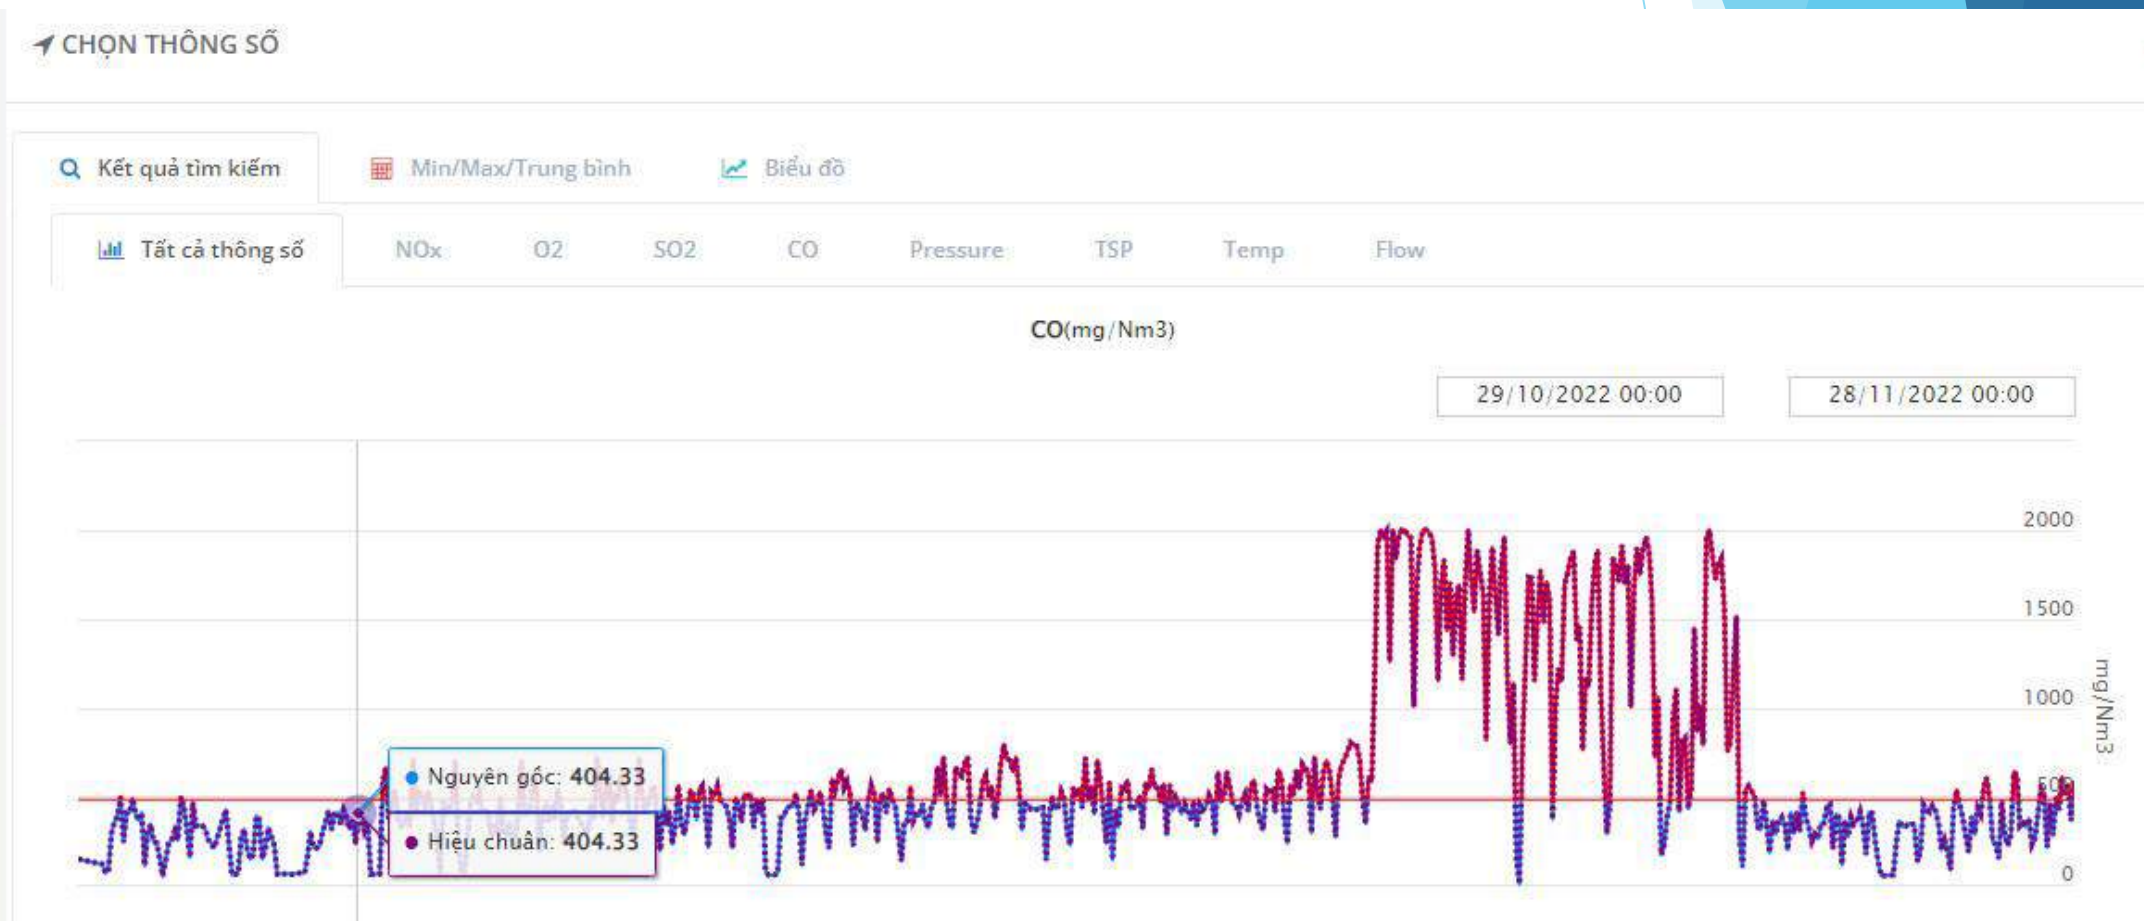 CHỌN THÔNG SỐ
Kết quả tìm kiếm
Min/Max/Trung bình
Biểu đồ
Tất cả thông số
NOx
O2
SO2
CO
Pressure
TSP
Temp
Flow
CO(mg/Nm3)
29/10/2022 00:00
28/11/2022 00:00
2000
1500
1000
mg/Nm3
500
Nguyên gốc: 404.33
Hiệu chuẩn: 404.33
0